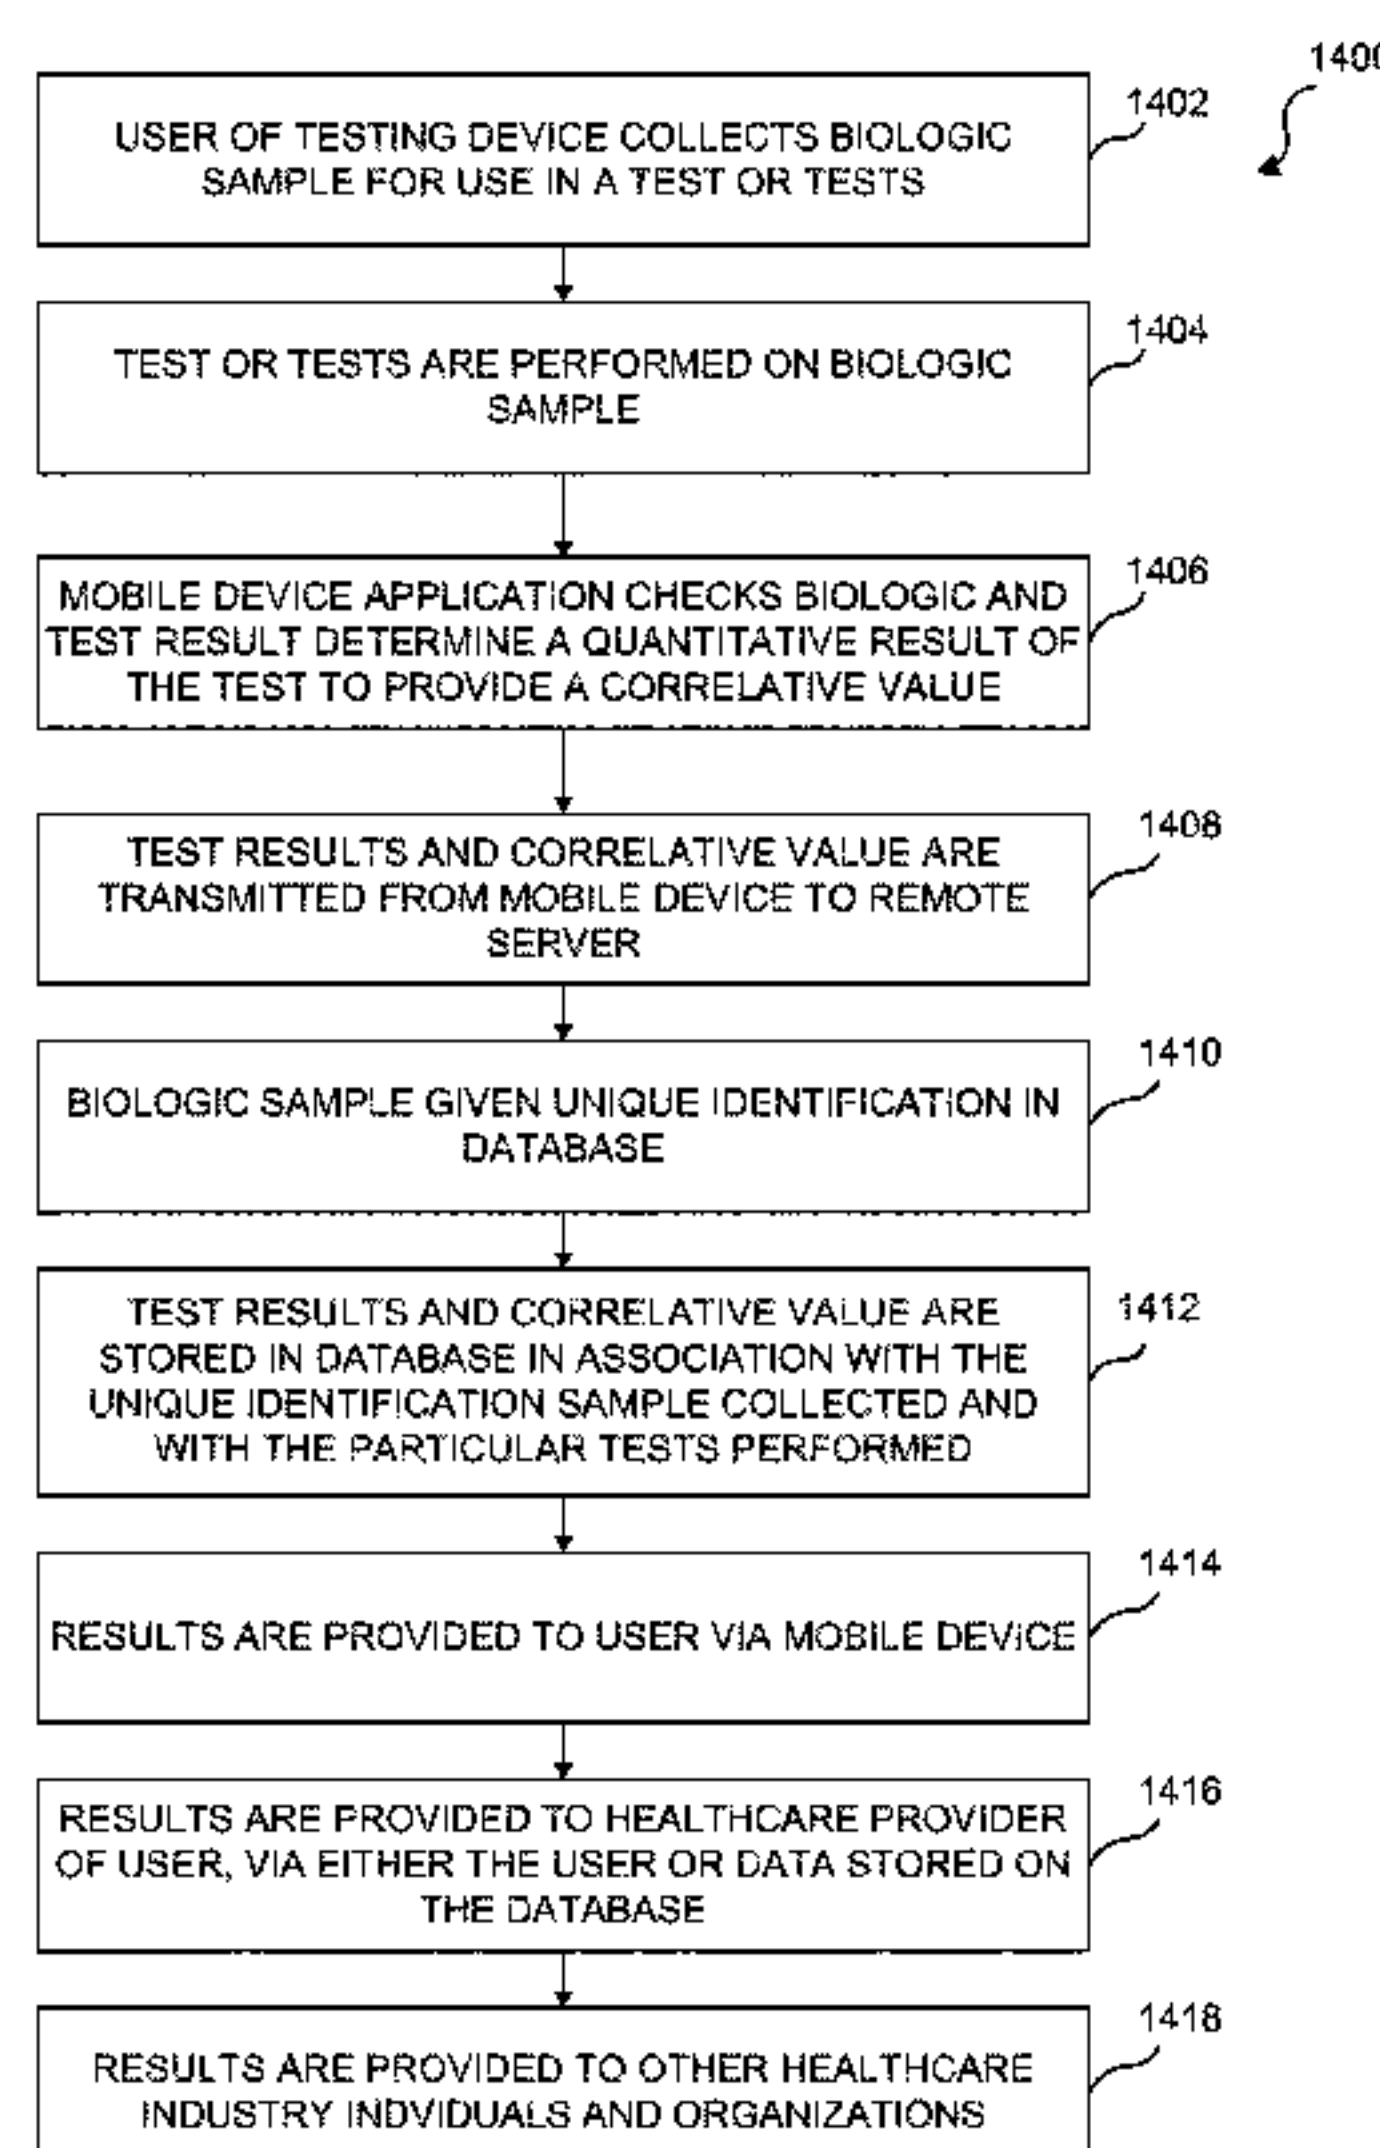 1400
1402
USER OF TESTING DEVICE COLLECTS BIOLOGIC
SAMPLE FOR USE IN A TEST OR TESTS
1404
TEST OR TESTS ARE PERFORMED ON BIOLOGIC
SAMPLE
1406
MOBILE DEVICE APPLICATION CHECKS BIOLOGIC AND
TEST RESULT DETERMINE A QUANTITATIVE RESULT OF
THE TEST TO PROVIDE A CORRELATIVE VALUE
1408
TEST RESULTS AND CORRELATIVE VALUE ARE
TRANSMITTED FROM MOBILE DEVICE TO REMOTE
SERVER
1410
BIOLOGIC SAMPLE GIVEN UNIQUE IDENTIFICATION IN
DATABASE
1412
TEST RESULTS AND CORRELATIVE VALUE ARE
STORED IN DATABASE IN ASSOCIATION WITH THE
UNIQUE IDENTIFICATION SAMPLE COLLECTED AND
WITH THE PARTICULAR TESTS PERFORMED
1414
RESULTS ARE PROVIDED TO USER VIA MOBILE DEVICE
1416
RESULTS ARE PROVIDED TO HEALTHCARE PROVIDER
OF USER, VIA EITHER THE USER OR DATA STORED ON
THE DATABASE
1418
RESULTS ARE PROVIDED TO OTHER HEALTHCARE
INDUSTRY INDVIDUALS AND ORGANIZATIONS